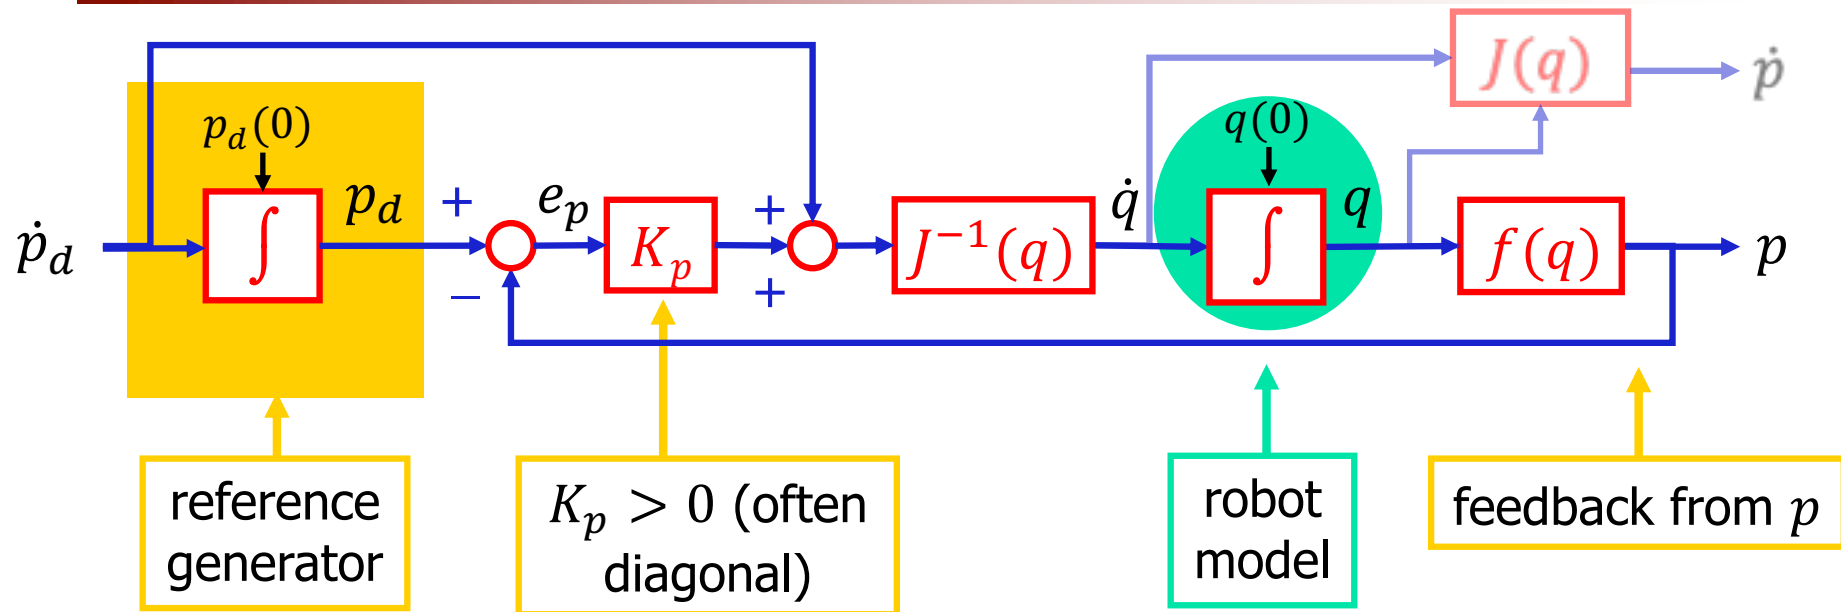 J(q)
ṗ
p_d(0)
q(0)
ṗ_d
∫
p_d
+
−
e_p
K_p
+
+
J⁻¹(q)
q̇
∫
q
f(q)
p
reference
generator
K_p > 0 (often
diagonal)
robot
model
feedback from p